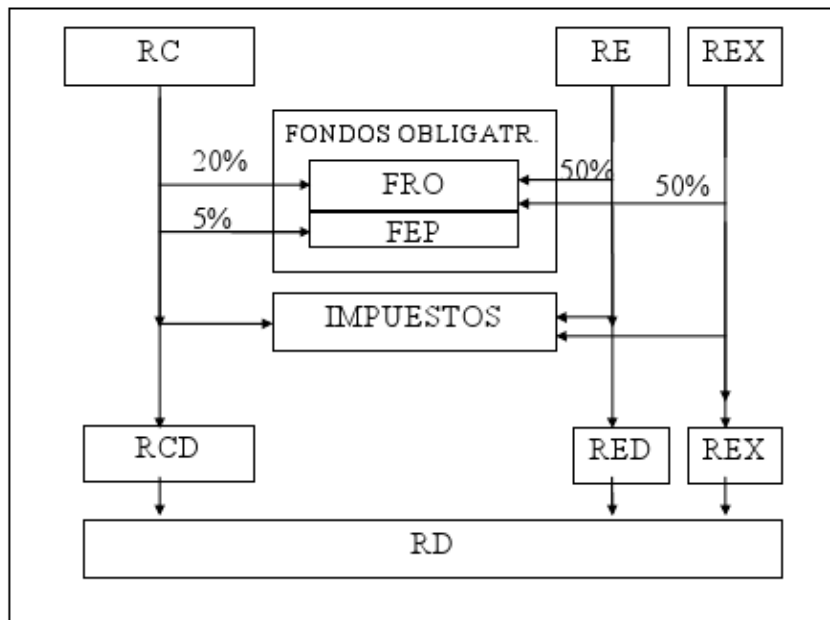 RC
RE
REX
FONDOS OBLIGATR.
20%
FRO
50%
50%
5%
FEP
IMPUESTOS
RCD
RED
REX
RD